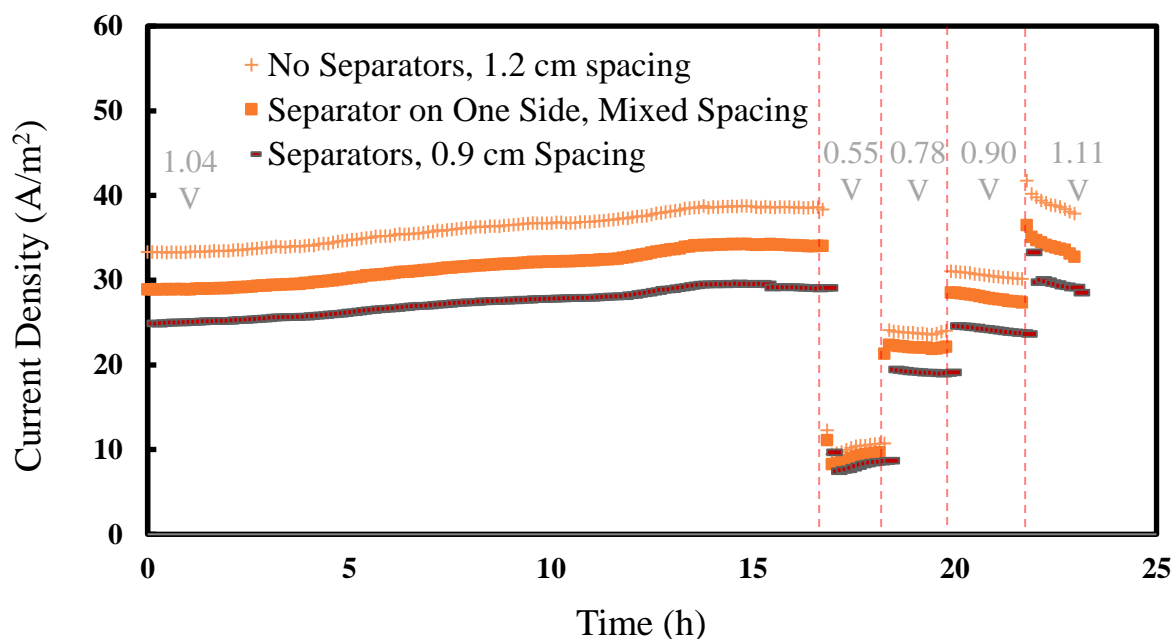 60
50
40
30
20
10
0
Current Density (A/m²)
No Separators, 1.2 cm spacing
Separator on One Side, Mixed Spacing
Separators, 0.9 cm Spacing
1.04
V
0.55
V
0.78
V
0.90
V
1.11
V
0 5 10 15 20 25
Time (h)